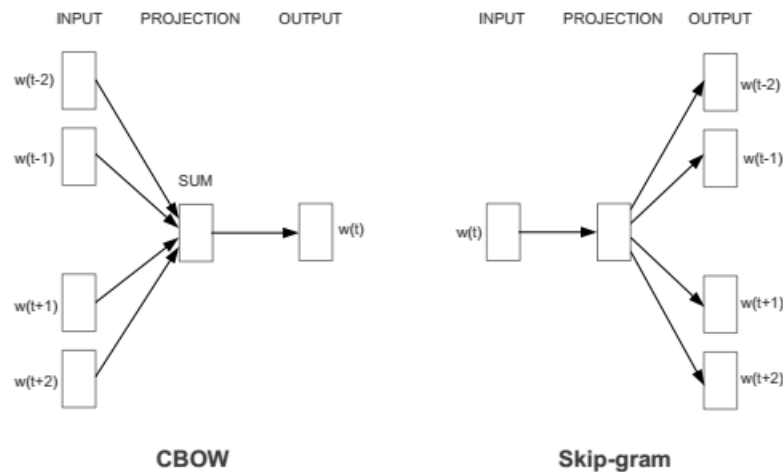 INPUT PROJECTION OUTPUT
w(t-2)
w(t-1)
SUM
w(t)
w(t+1)
w(t+2)
CBOW
INPUT PROJECTION OUTPUT
w(t-2)
w(t-1)
w(t)
w(t+1)
w(t+2)
Skip-gram